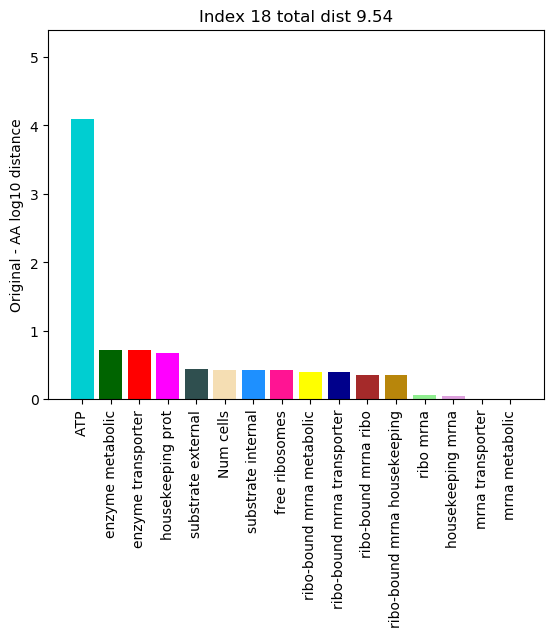 Index 18 total dist 9.54
Original - AA log10 distance
5
4
3
2
1
0
ATP
enzyme metabolic
enzyme transporter
housekeeping prot
substrate external
Num cells
substrate internal
free ribosomes
ribo-bound mrna metabolic
ribo-bound mrna transporter
ribo-bound mrna ribo
ribo-bound mrna housekeeping
ribo mrna
housekeeping mrna
mrna transporter
mrna metabolic